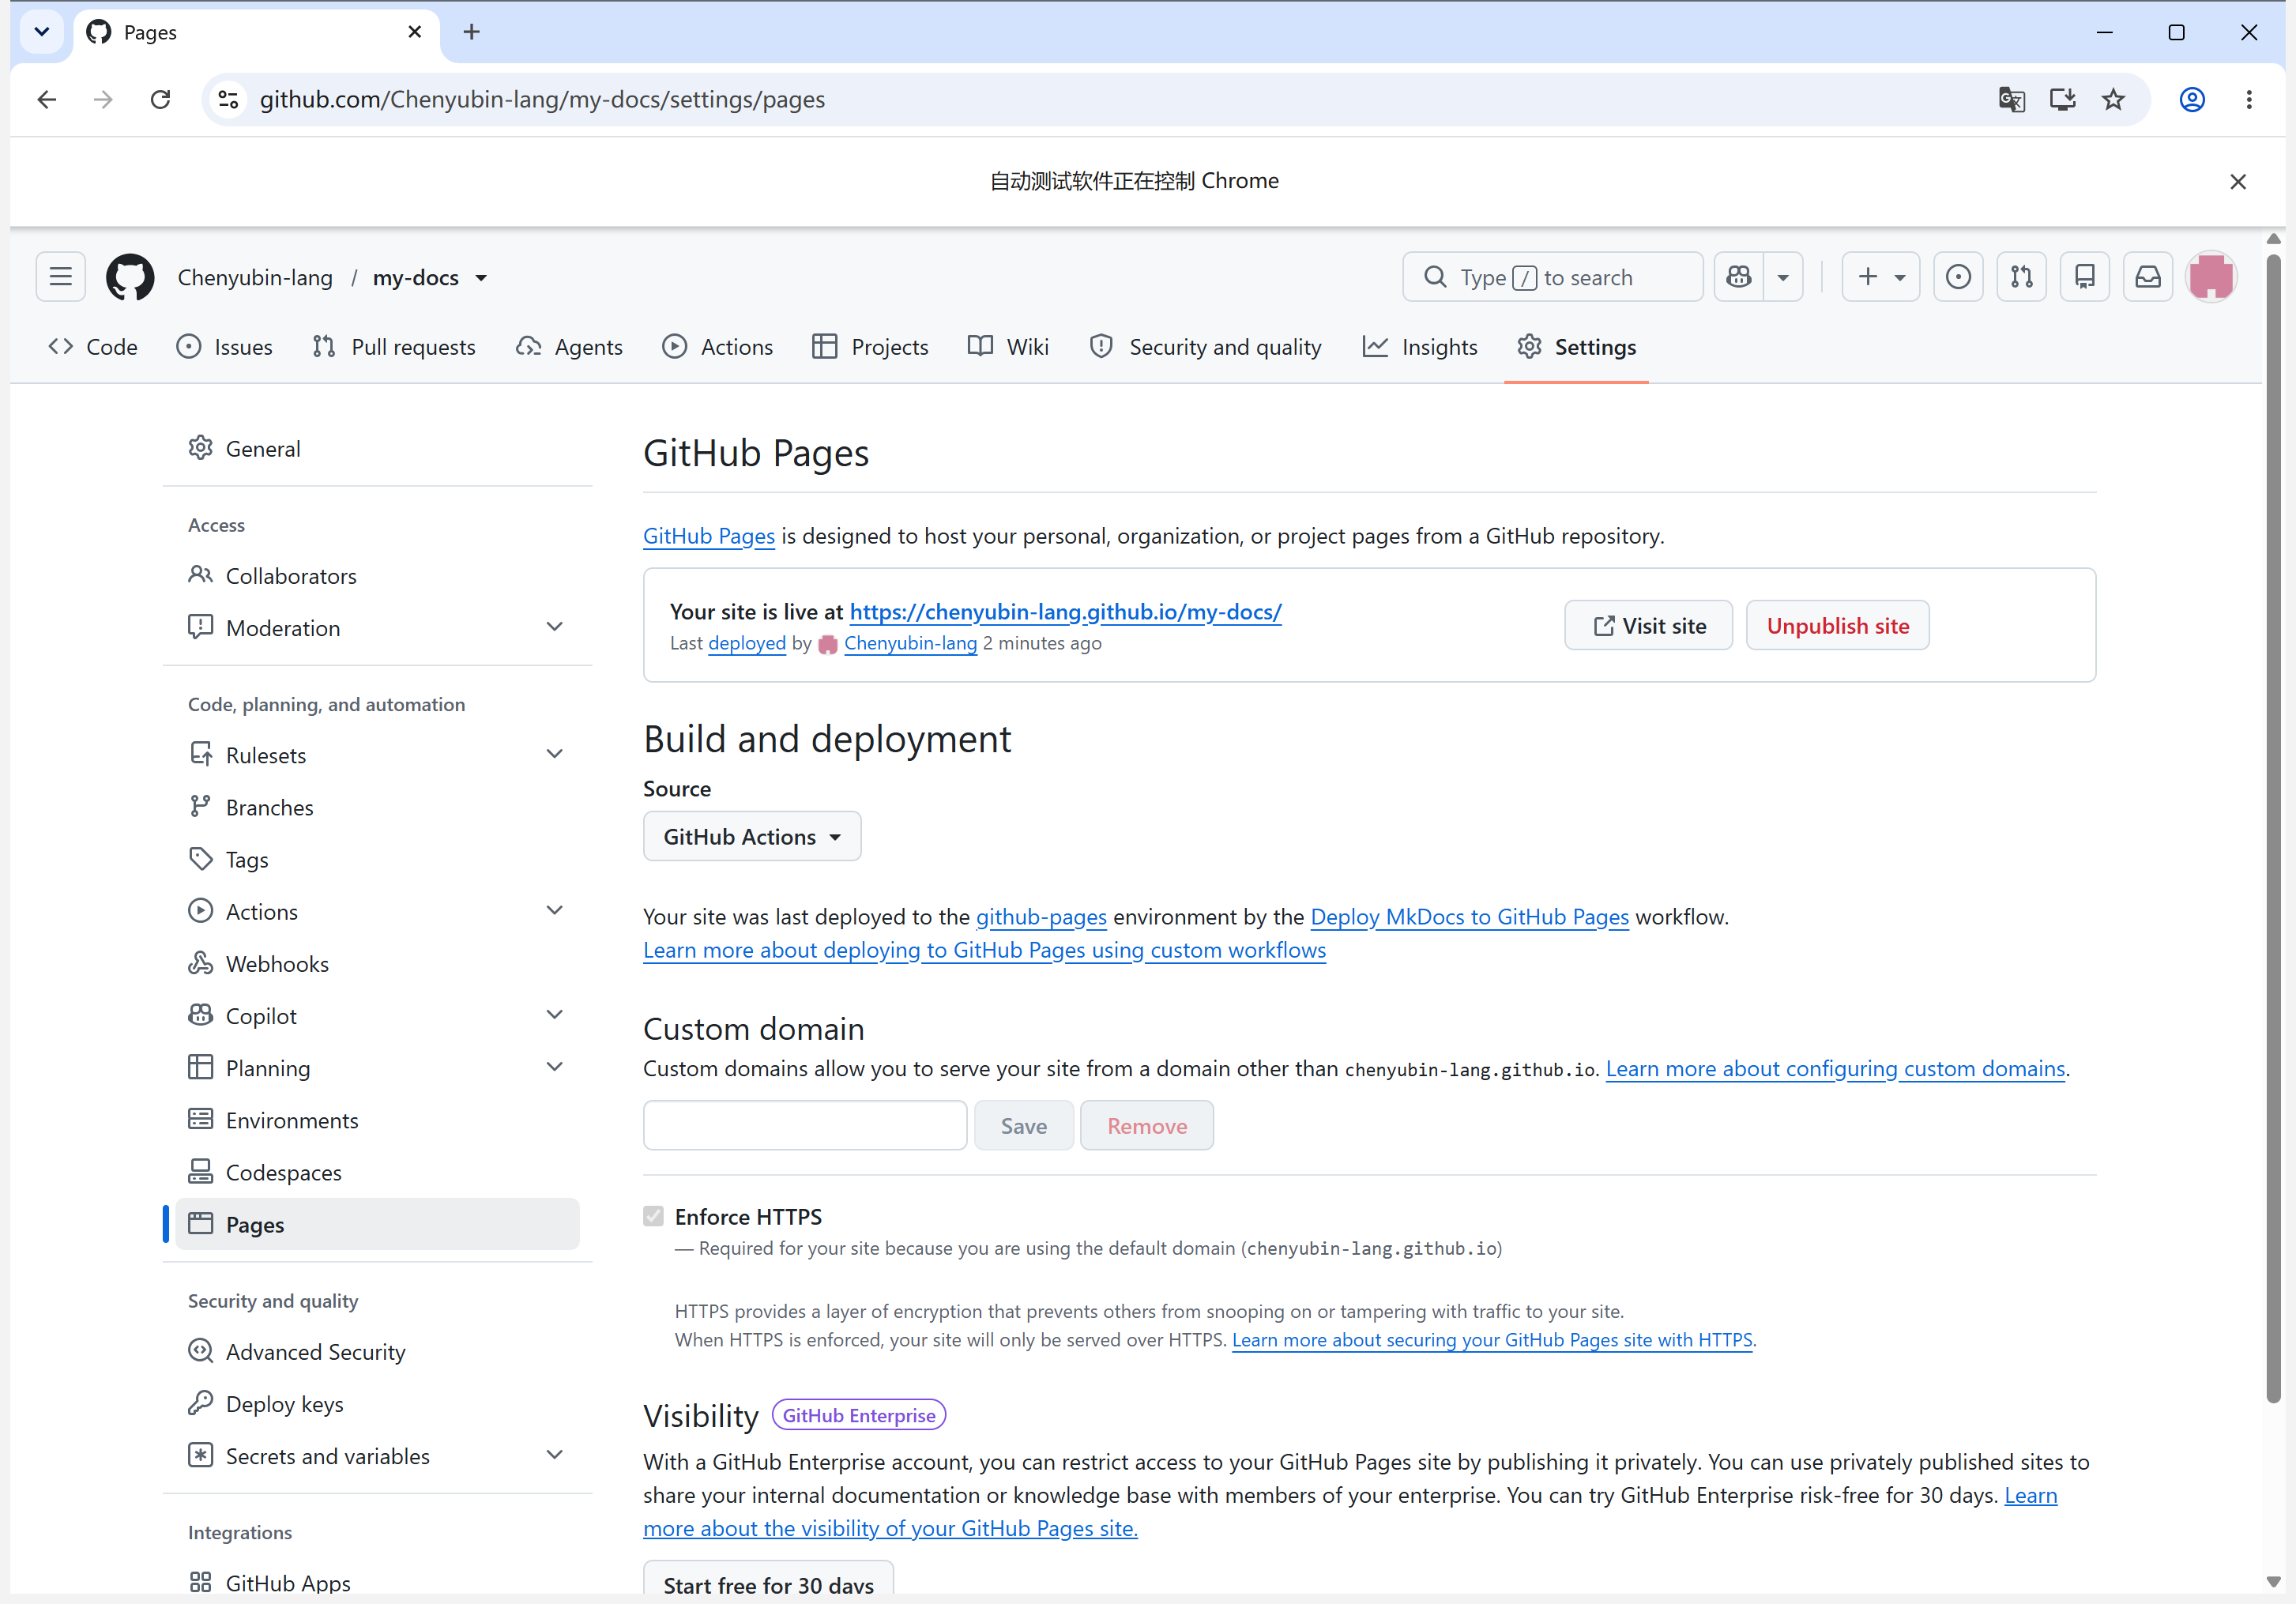 Pages
github.com/Chenyubin-lang/my-docs/settings/pages
自动测试软件正在控制 Chrome
Chenyubin-lang / my-docs
Type / to search
Code
Issues
Pull requests
Agents
Actions
Projects
Wiki
Security and quality
Insights
Settings
General
Access
Collaborators
Moderation
Code, planning, and automation
Rulesets
Branches
Tags
Actions
Webhooks
Copilot
Planning
Environments
Codespaces
Pages
Security and quality
Advanced Security
Deploy keys
Secrets and variables
Integrations
GitHub Apps
GitHub Pages
GitHub Pages is designed to host your personal, organization, or project pages from a GitHub repository.
Your site is live at https://chenyubin-lang.github.io/my-docs/
Last deployed by Chenyubin-lang 2 minutes ago
Visit site
Unpublish site
Build and deployment
Source
GitHub Actions
Your site was last deployed to the github-pages environment by the Deploy MkDocs to GitHub Pages workflow.
Learn more about deploying to GitHub Pages using custom workflows
Custom domain
Custom domains allow you to serve your site from a domain other than chenyubin-lang.github.io. Learn more about configuring custom domains.
Save
Remove
Enforce HTTPS
— Required for your site because you are using the default domain (chenyubin-lang.github.io)
HTTPS provides a layer of encryption that prevents others from snooping on or tampering with traffic to your site.
When HTTPS is enforced, your site will only be served over HTTPS. Learn more about securing your GitHub Pages site with HTTPS.
Visibility
GitHub Enterprise
With a GitHub Enterprise account, you can restrict access to your GitHub Pages site by publishing it privately. You can use privately published sites to
share your internal documentation or knowledge base with members of your enterprise. You can try GitHub Enterprise risk-free for 30 days. Learn
more about the visibility of your GitHub Pages site.
Start free for 30 days